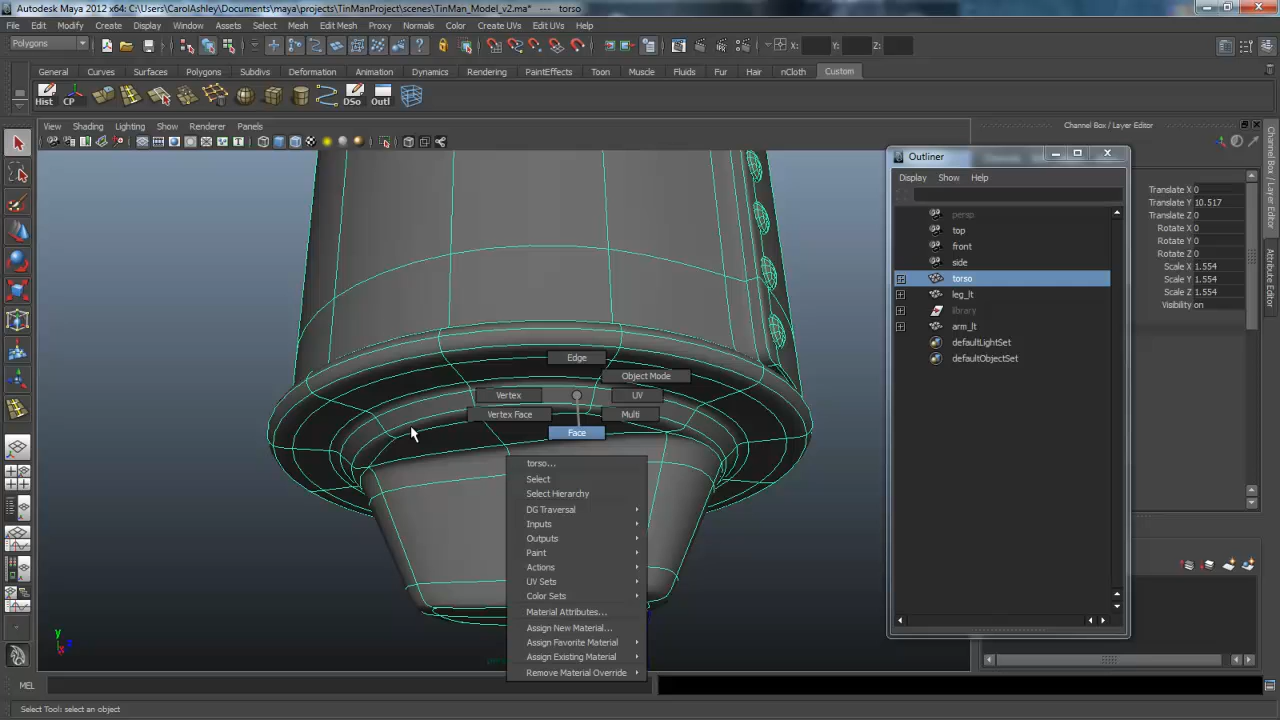 Autodesk Maya 2012 x64: C:\Users\CarolAshley\Documents\maya\projects\TinManProject\scenes\TinMan_Model_v2.ma* --- torso
File Edit Modify Create Display Window Assets Select Mesh Edit Mesh Proxy Normals Color Create UVs Edit UVs Help
Polygons X: Y: Z:
General Curves Surfaces Polygons Subdivs Deformation Animation Dynamics Rendering PaintEffects Toon Muscle Fluids Fur Hair nCloth Custom
Hist CP DSo Outl
View Shading Lighting Show Renderer Panels
Channel Box / Layer Editor
Channel Box / Layer Editor
Attribute Editor
Outliner
Display Show Help
persp
top
front
side
torso
leg_lt
library
arm_lt
defaultLightSet
defaultObjectSet
Translate X 0
Translate Y 10.517
Translate Z 0
Rotate X 0
Rotate Y 0
Rotate Z 0
Scale X 1.554
Scale Y 1.554
Scale Z 1.554
Visibility on
Edge
Object Mode
Vertex UV
Vertex Face Multi
Face
torso...
Select
Select Hierarchy
DG Traversal
Inputs
Outputs
Paint
Actions
UV Sets
Color Sets
Material Attributes...
Assign New Material...
Assign Favorite Material
Assign Existing Material
Remove Material Override
y
x z
MEL
Select Tool: select an object